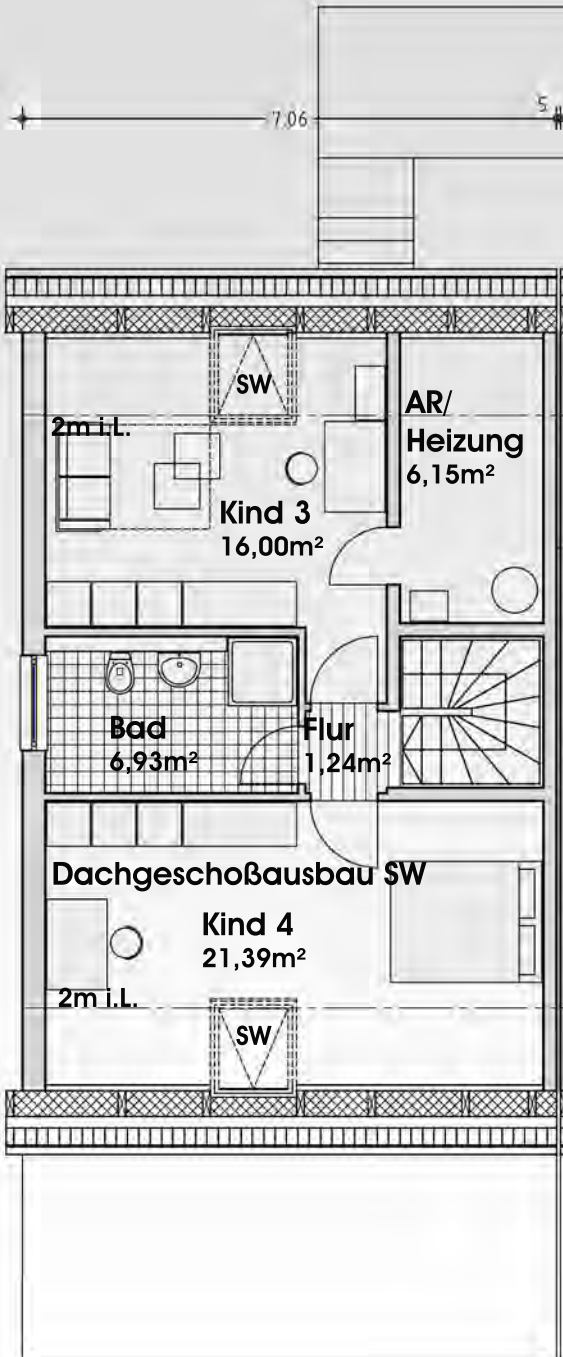 7.06
5
SW
2m i.L.
AR/
Heizung
6,15m²
Kind 3
16,00m²
Bad
6,93m²
Flur
1,24m²
Dachgeschoßausbau SW
Kind 4
21,39m²
2m i.L.
SW